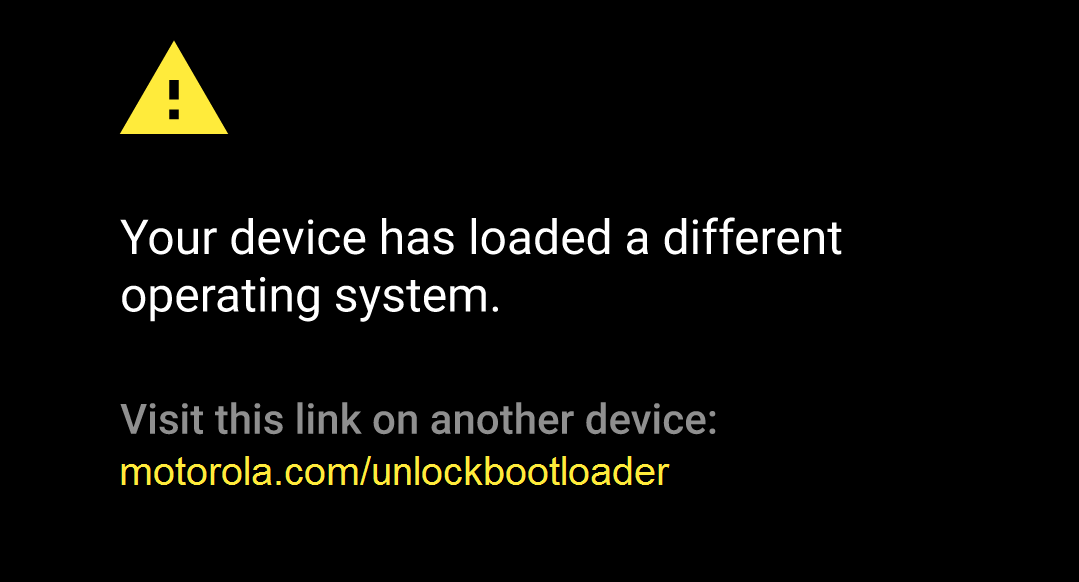 Your device has loaded a different
operating system.
Visit this link on another device:
motorola.com/unlockbootloader